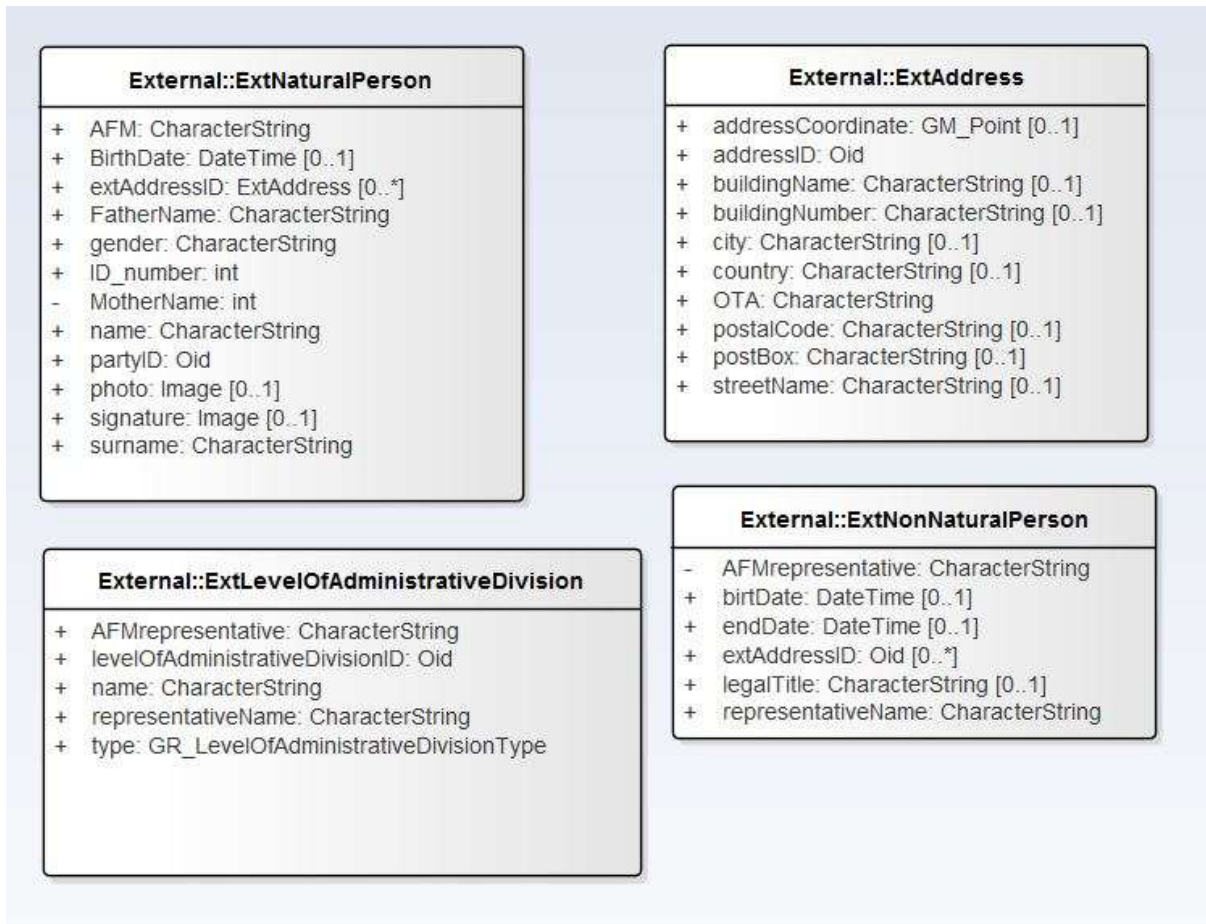 External::ExtNaturalPerson
+ AFM: CharacterString
+ BirthDate: DateTime [0..1]
+ extAddressID: ExtAddress [0..*]
+ FatherName: CharacterString
+ gender: CharacterString
+ ID_number: int
- MotherName: int
+ name: CharacterString
+ partyID: Oid
+ photo: Image [0..1]
+ signature: Image [0..1]
+ surname: CharacterString
External::ExtAddress
+ addressCoordinate: GM_Point [0..1]
+ addressID: Oid
+ buildingName: CharacterString [0..1]
+ buildingNumber: CharacterString [0..1]
+ city: CharacterString [0..1]
+ country: CharacterString [0..1]
+ OTA: CharacterString
+ postalCode: CharacterString [0..1]
+ postBox: CharacterString [0..1]
+ streetName: CharacterString [0..1]
External::ExtLevelOfAdministrativeDivision
+ AFMrepresentative: CharacterString
+ levelOfAdministrativeDivisionID: Oid
+ name: CharacterString
+ representativeName: CharacterString
+ type: GR_LevelOfAdministrativeDivisionType
External::ExtNonNaturalPerson
- AFMrepresentative: CharacterString
+ birtDate: DateTime [0..1]
+ endDate: DateTime [0..1]
+ extAddressID: Oid [0..*]
+ legalTitle: CharacterString [0..1]
+ representativeName: CharacterString